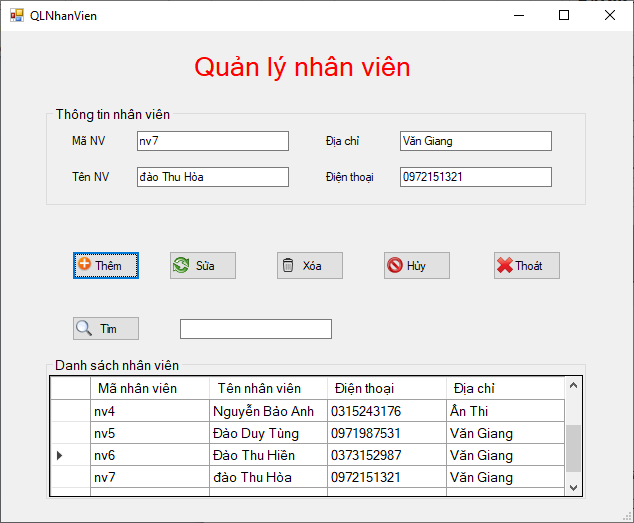 QLNhanVien
Quản lý nhân viên
Thông tin nhân viên
Mã NV nv7 Địa chỉ Văn Giang
Tên NV đào Thu Hòa Điện thoại 0972151321
Thêm Sửa Xóa Hủy Thoát
Tìm
Danh sách nhân viên
Mã nhân viên Tên nhân viên Điện thoại Địa chỉ
nv4 Nguyễn Bảo Anh 0315243176 Ân Thi
nv5 Đào Duy Tùng 0971987531 Văn Giang
nv6 Đào Thu Hiền 0373152987 Văn Giang
nv7 đào Thu Hòa 0972151321 Văn Giang